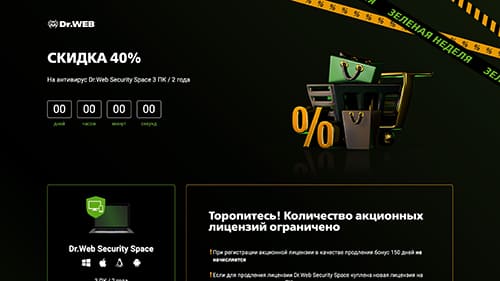 Dr.WEB
ЗЕЛЕНАЯ НЕДЕЛЯ
СКИДКА 40%
На антивирус Dr.Web Security Space 3 ПК / 2 года
00 00 00 00
дней часов минут секунд
%
Dr.Web Security Space
3 ПК / 2 года
Торопитесь! Количество акционных
лицензий ограничено
! При регистрации акционной лицензии в качестве продления бонус 150 дней не
начисляется
! Если для продления лицензии Dr.Web Security Space куплена новая лицензия на